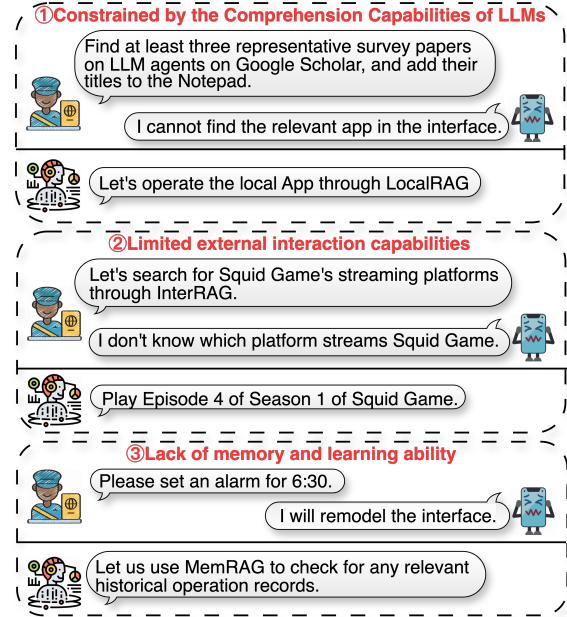 ①Constrained by the Comprehension Capabilities of LLMs
Find at least three representative survey papers
on LLM agents on Google Scholar, and add their
titles to the Notepad.
I cannot find the relevant app in the interface.
Let's operate the local App through LocalRAG
②Limited external interaction capabilities
Let's search for Squid Game's streaming platforms
through InterRAG.
I don't know which platform streams Squid Game.
Play Episode 4 of Season 1 of Squid Game.
③Lack of memory and learning ability
Please set an alarm for 6:30.
I will remodel the interface.
Let us use MemRAG to check for any relevant
historical operation records.